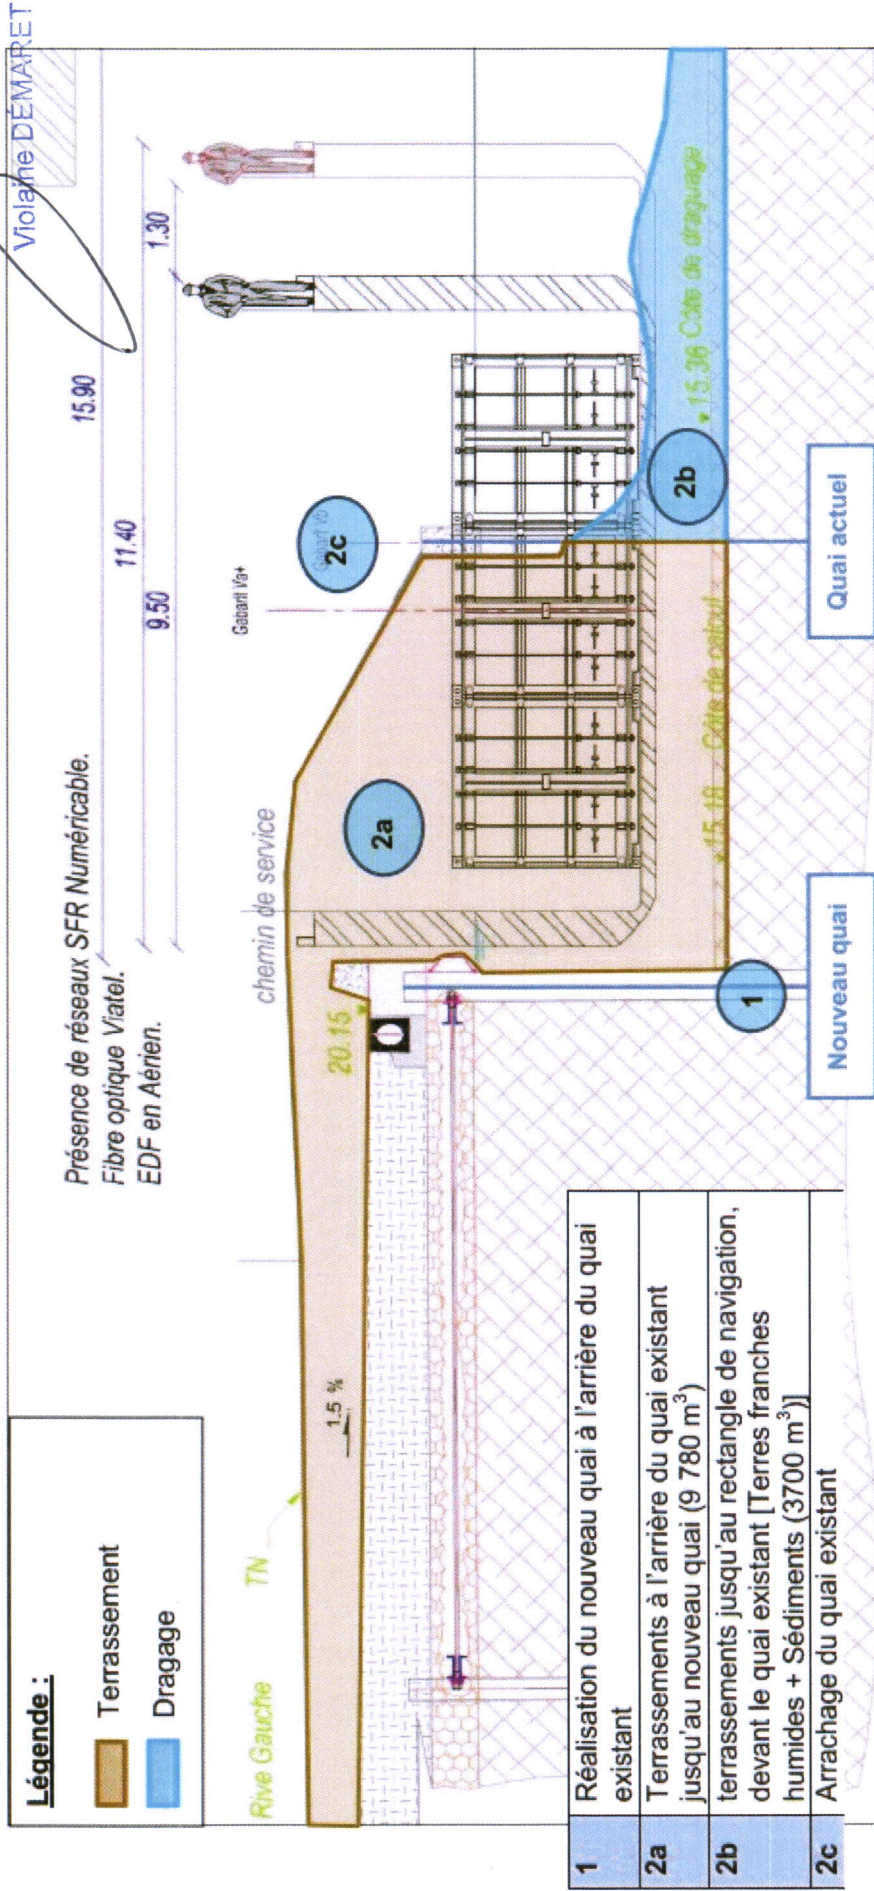 Violaine DÉMARET
Légende :
Terrassement
Dragage
Présence de réseaux SFR Numéricable.
Fibre optique Viatel.
EDF en Aérien.
15.90
11.40
9.50
1.30
Rive Gauche
TN
1.5 %
chemin de service
20.15
Gabarit Va+
Gabarit Vb
2c
2a
2b
1
15.18 Côte de calcul
15.36 Côte de draguage
Nouveau quai
Quai actuel
1 Réalisation du nouveau quai à l'arrière du quai
existant
2a Terrassements à l'arrière du quai existant
jusqu'au nouveau quai (9 780 m³)
2b terrassements jusqu'au rectangle de navigation,
devant le quai existant [Terres franches
humides + Sédiments (3700 m³)]
2c Arrachage du quai existant